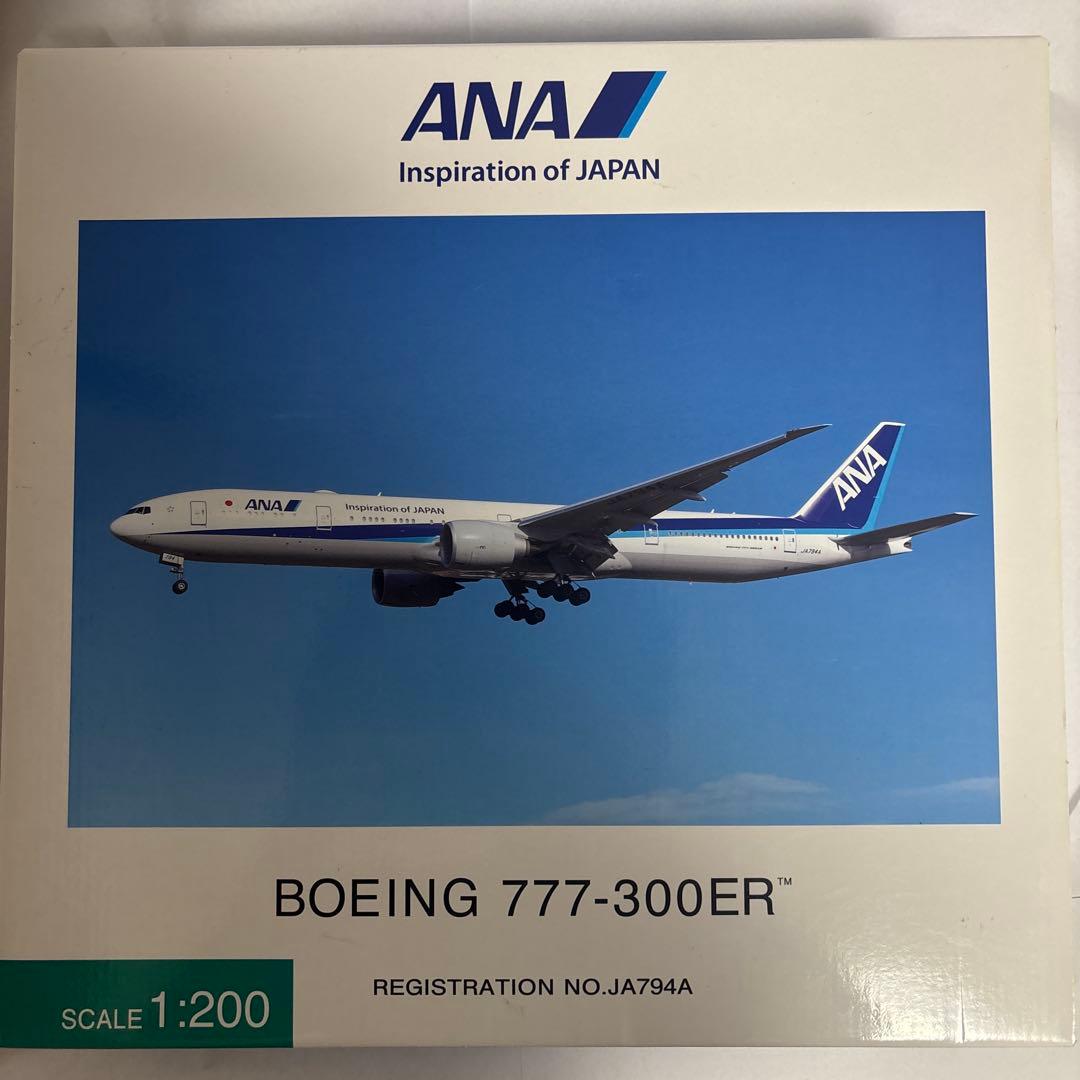 ANA
Inspiration of JAPAN
ANA
ANA Inspiration of JAPAN
JA794A
794
BOEING 777-300ER™
REGISTRATION NO.JA794A
SCALE 1:200